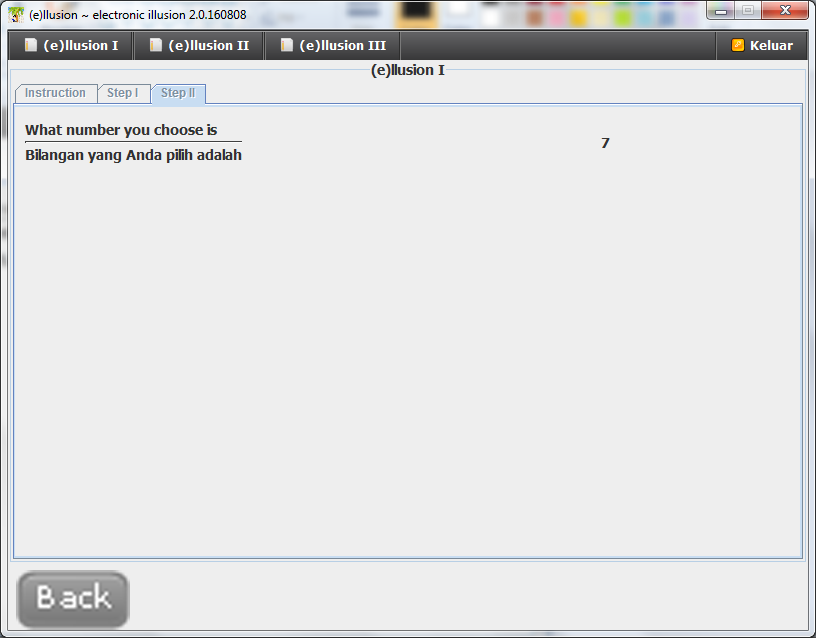 (e)llusion ~ electronic illusion 2.0.160808
(e)llusion I (e)llusion II (e)llusion III Keluar
(e)llusion I
Instruction Step I Step II
What number you choose is
7
Bilangan yang Anda pilih adalah
Back